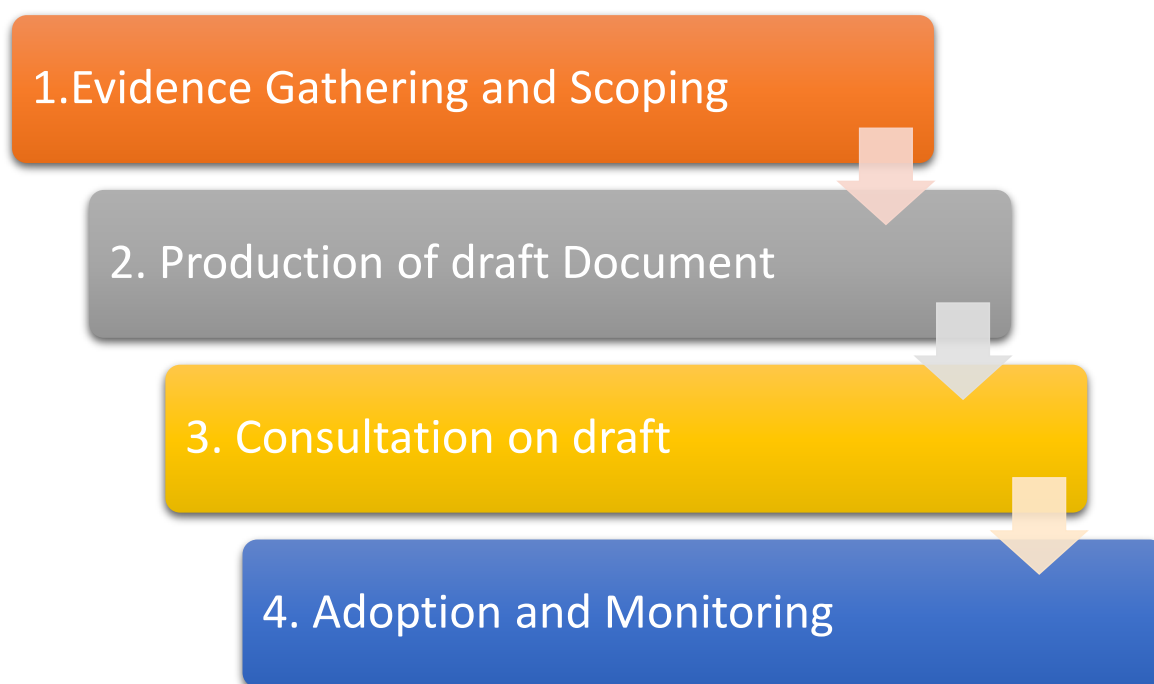 1.Evidence Gathering and Scoping
2. Production of draft Document
3. Consultation on draft
4. Adoption and Monitoring